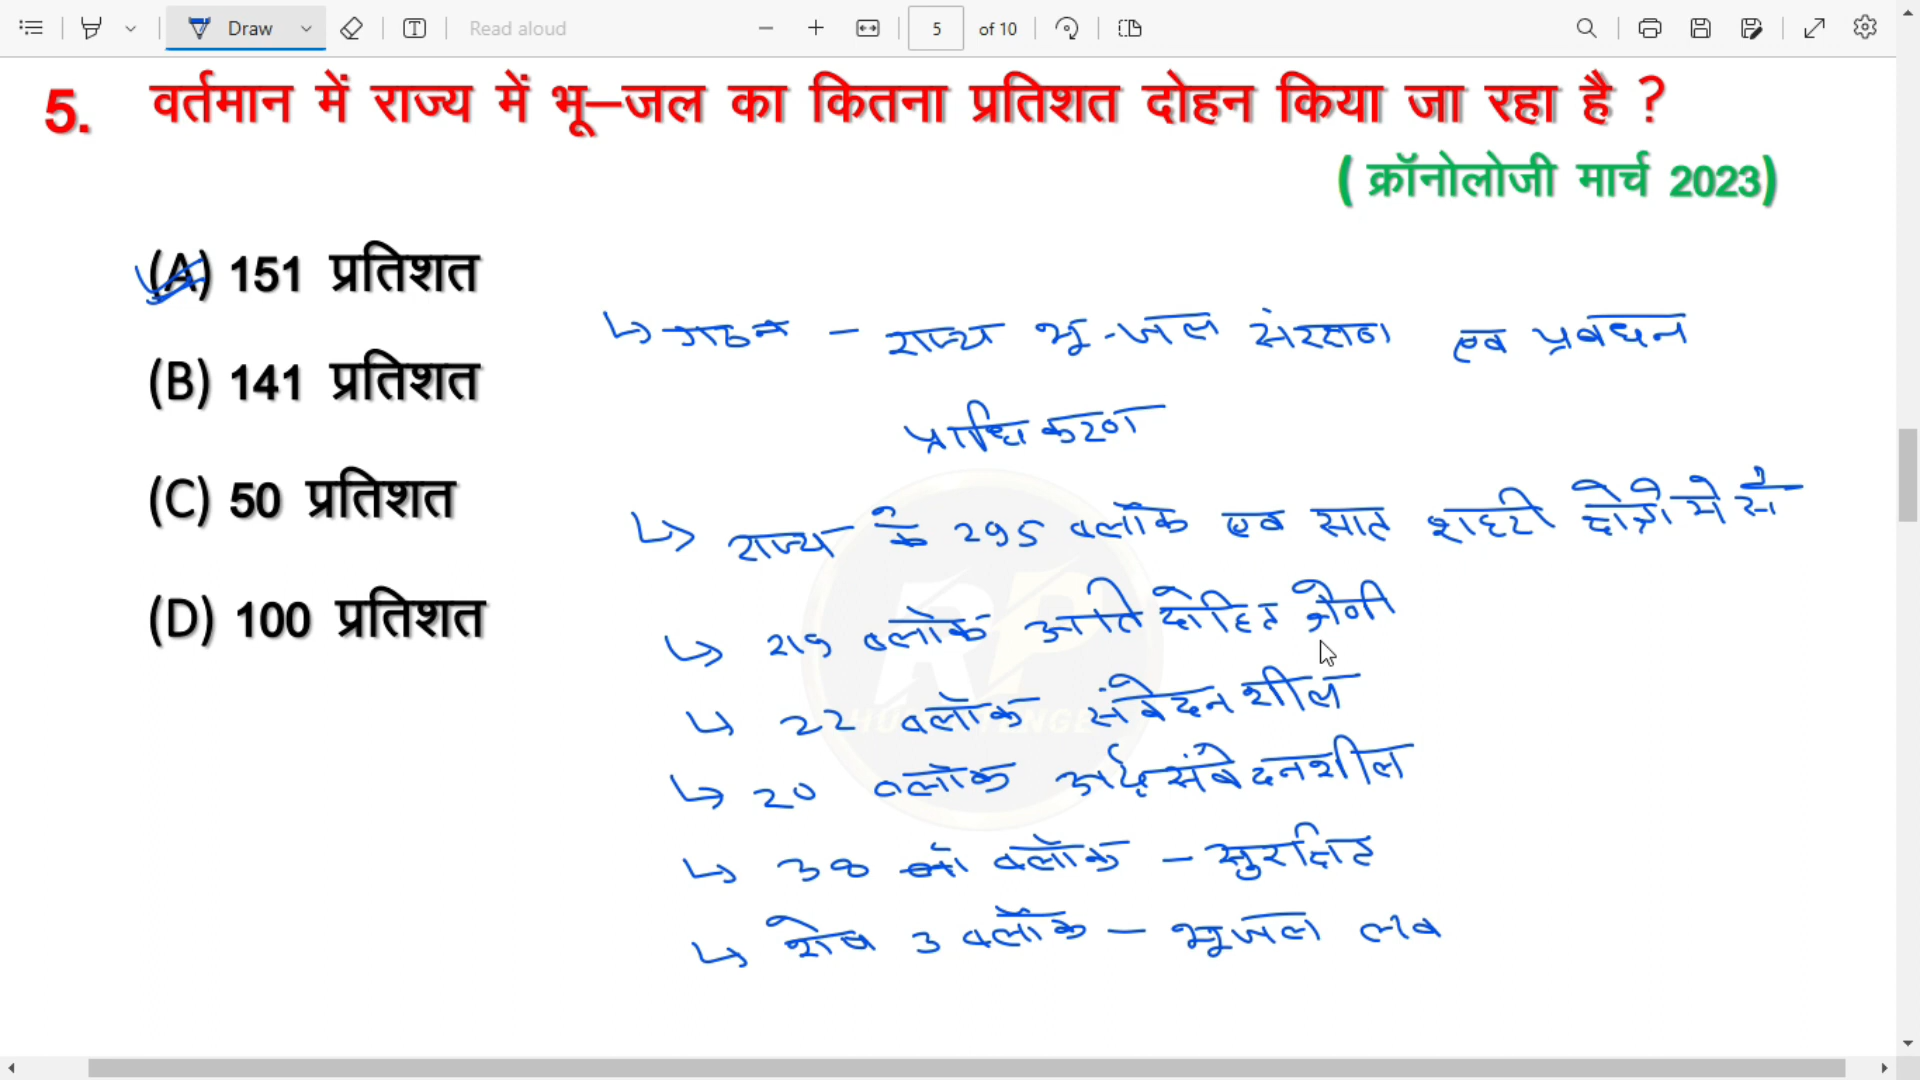 Draw
Read aloud
5 of 10
5. वर्तमान में राज्य में भू–जल का कितना प्रतिशत दोहन किया जा रहा है ?
( क्रॉनोलोजी मार्च 2023)
(A) 151 प्रतिशत
(B) 141 प्रतिशत
(C) 50 प्रतिशत
(D) 100 प्रतिशत
↳ गठन – राज्य भू-जल संरक्षण एवं प्रबंधन
प्राधिकरण
↳ राज्य के 295 ब्लॉक एवं सात शहरी क्षेत्रों में से
↳ 219 ब्लॉक अति दोहित श्रेणी
↳ 22 ब्लॉक संवेदनशील
↳ 20 ब्लॉक अर्द्धसंवेदनशील
↳ 38 ब्लॉक – सुरक्षित
↳ शेष 3 ब्लॉक – भूजल लव
RP